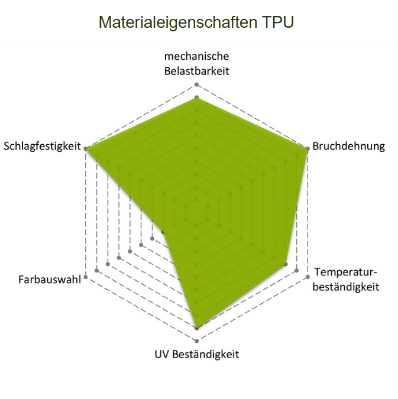 Materialeigenschaften TPU
mechanische
Belastbarkeit
Schlagfestigkeit
Bruchdehnung
Farbauswahl
Temperatur-
beständigkeit
UV Beständigkeit